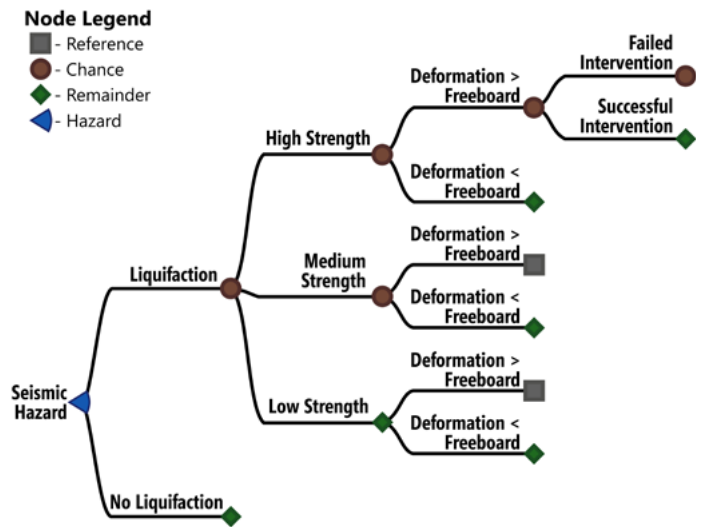 Node Legend
- Reference
- Chance
- Remainder
- Hazard
Failed
Intervention
Deformation >
Freeboard
Successful
Intervention
High Strength
Deformation <
Freeboard
Deformation >
Freeboard
Medium
Strength
Liquifaction
Deformation <
Freeboard
Deformation >
Freeboard
Seismic
Hazard
Low Strength
Deformation <
Freeboard
No Liquifaction